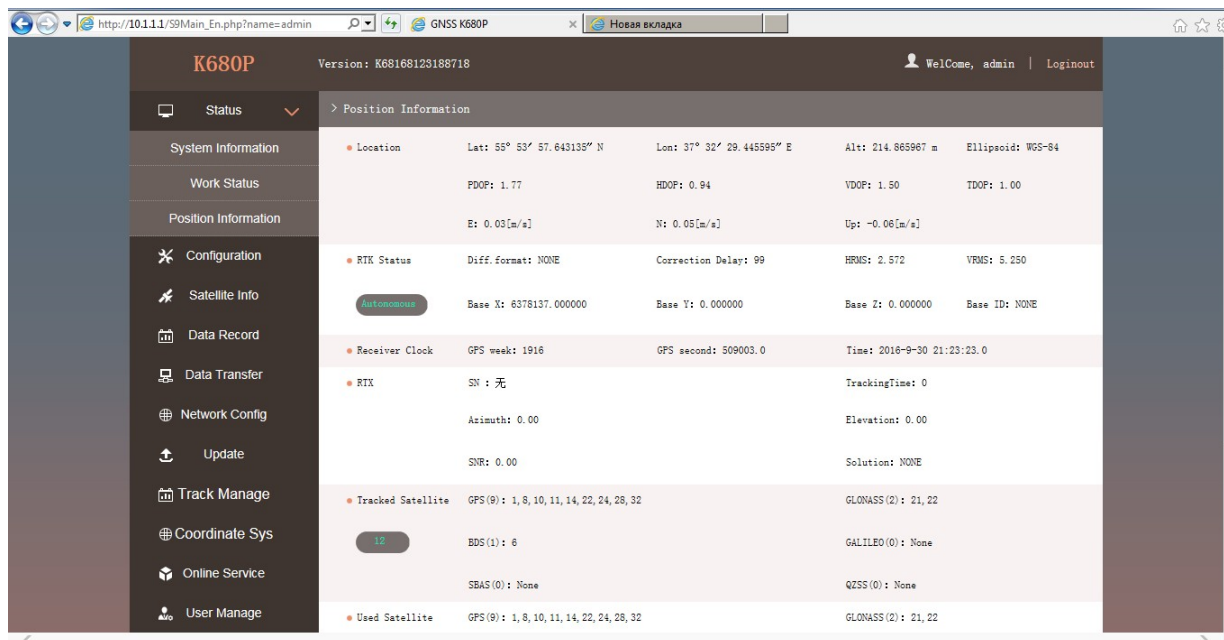 http://10.1.1.1/S9Main_En.php?name=admin GNSS K680P × Новая вкладка
K680P Version: K68168123188718 WelCome, admin | Loginout
Status > Position Information
System Information
Work Status
Position Information
Configuration
Satellite Info
Data Record
Data Transfer
Network Config
Update
Track Manage
Coordinate Sys
Online Service
User Manage
Location Lat: 55° 53′ 57.643135″ N Lon: 37° 32′ 29.445595″ E Alt: 214.865967 m Ellipsoid: WGS-84
PDOP: 1.77 HDOP: 0.94 VDOP: 1.50 TDOP: 1.00
E: 0.03[m/s] N: 0.05[m/s] Up: -0.06[m/s]
RTK Status Diff.format: NONE Correction Delay: 99 HRMS: 2.572 VRMS: 5.250
Autonomous Base X: 6378137.000000 Base Y: 0.000000 Base Z: 0.000000 Base ID: NONE
Receiver Clock GPS week: 1916 GPS second: 509003.0 Time: 2016-9-30 21:23:23.0
RTX SN : 无 TrackingTime: 0
Azimuth: 0.00 Elevation: 0.00
SNR: 0.00 Solution: NONE
Tracked Satellite GPS(9): 1, 8, 10, 11, 14, 22, 24, 28, 32 GLONASS(2): 21, 22
12 BDS(1): 6 GALILEO(0): None
SBAS(0): None QZSS(0): None
Used Satellite GPS(9): 1, 8, 10, 11, 14, 22, 24, 28, 32 GLONASS(2): 21, 22